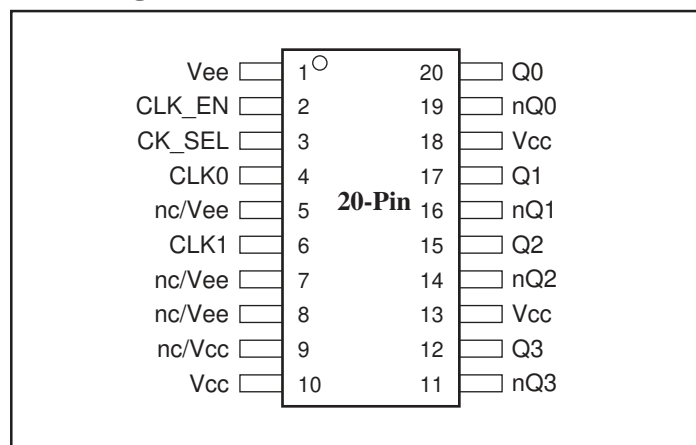 Vee 1 20 Q0
CLK_EN 2 19 nQ0
CK_SEL 3 18 Vcc
CLK0 4 17 Q1
nc/Vee 5 20-Pin 16 nQ1
CLK1 6 15 Q2
nc/Vee 7 14 nQ2
nc/Vee 8 13 Vcc
nc/Vcc 9 12 Q3
Vcc 10 11 nQ3